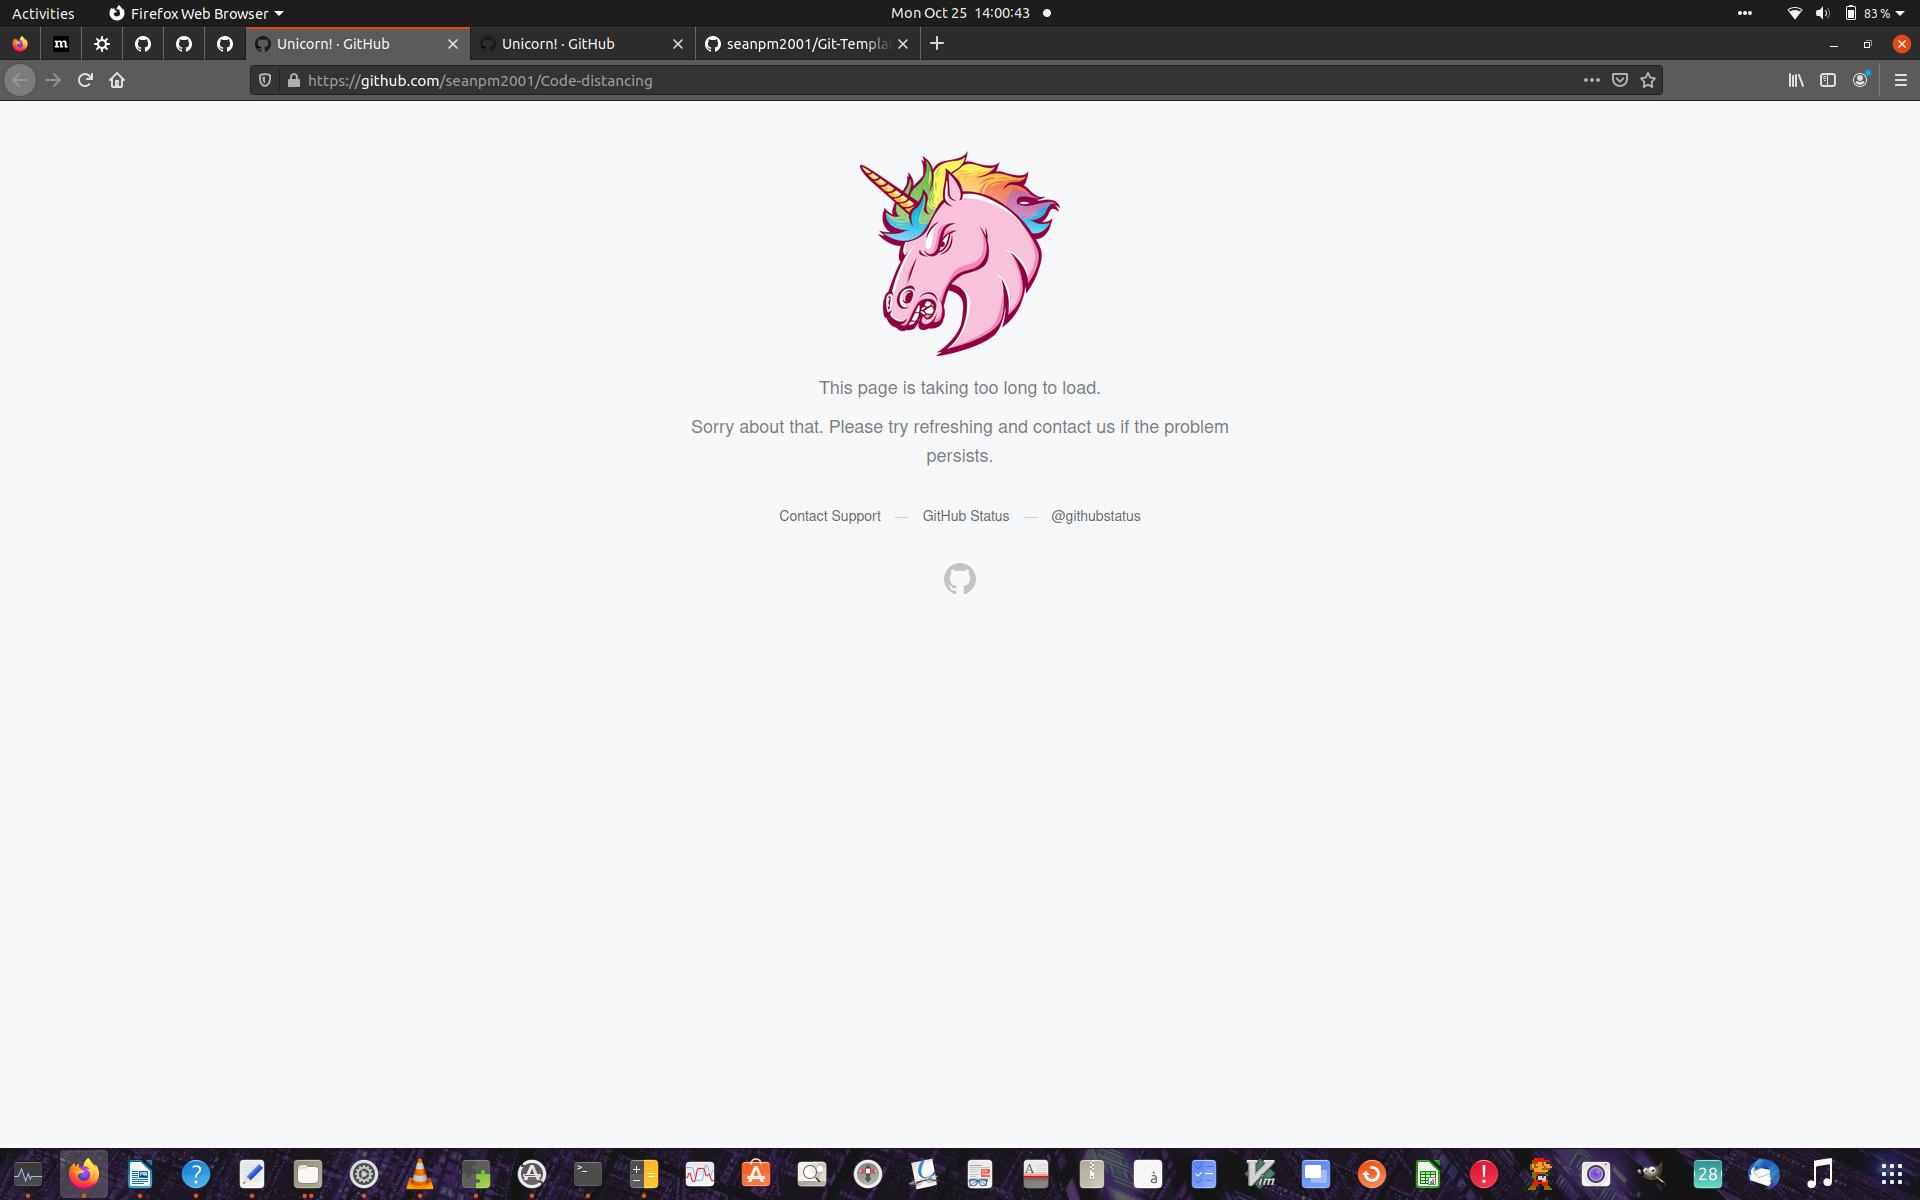 Activities
Firefox Web Browser
Mon Oct 25 14:00:43
83 %
m
Unicorn! · GitHub
Unicorn! · GitHub
seanpm2001/Git-Templa
https://github.com/seanpm2001/Code-distancing
This page is taking too long to load.
Sorry about that. Please try refreshing and contact us if the problem
persists.
Contact Support — GitHub Status — @githubstatus
?
>_
A
à
Vim
!
28